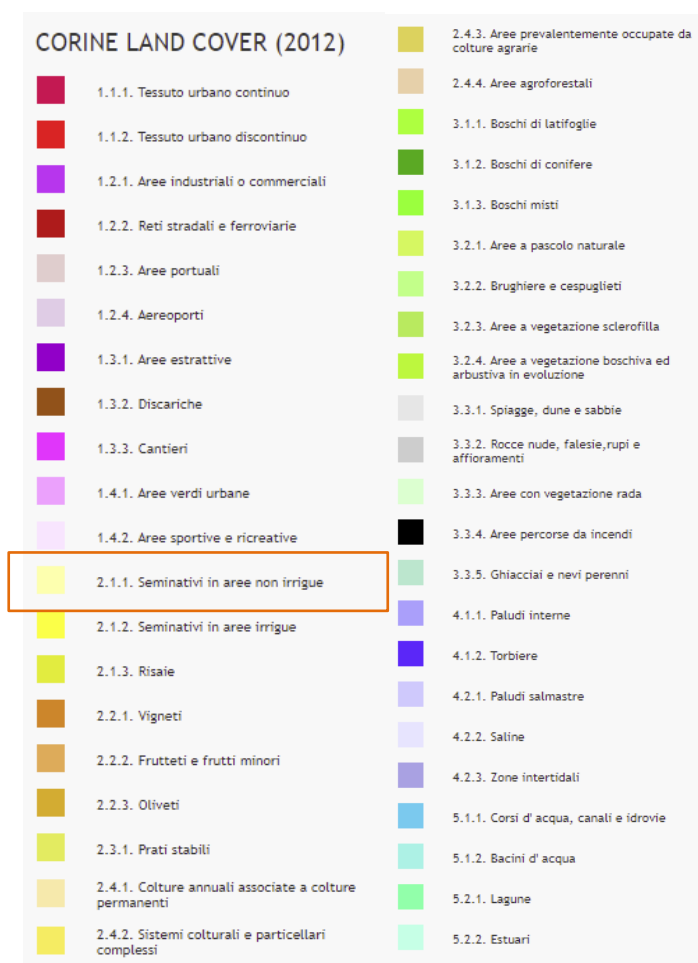 CORINE LAND COVER (2012)
1.1.1. Tessuto urbano continuo
1.1.2. Tessuto urbano discontinuo
1.2.1. Aree industriali o commerciali
1.2.2. Reti stradali e ferroviarie
1.2.3. Aree portuali
1.2.4. Aereoporti
1.3.1. Aree estrattive
1.3.2. Discariche
1.3.3. Cantieri
1.4.1. Aree verdi urbane
1.4.2. Aree sportive e ricreative
2.1.1. Seminativi in aree non irrigue
2.1.2. Seminativi in aree irrigue
2.1.3. Risaie
2.2.1. Vigneti
2.2.2. Frutteti e frutti minori
2.2.3. Oliveti
2.3.1. Prati stabili
2.4.1. Colture annuali associate a colture
permanenti
2.4.2. Sistemi colturali e particellari
complessi
2.4.3. Aree prevalentemente occupate da
colture agrarie
2.4.4. Aree agroforestali
3.1.1. Boschi di latifoglie
3.1.2. Boschi di conifere
3.1.3. Boschi misti
3.2.1. Aree a pascolo naturale
3.2.2. Brughiere e cespuglieti
3.2.3. Aree a vegetazione sclerofilla
3.2.4. Aree a vegetazione boschiva ed
arbustiva in evoluzione
3.3.1. Spiagge, dune e sabbie
3.3.2. Rocce nude, falesie,rupi e
affioramenti
3.3.3. Aree con vegetazione rada
3.3.4. Aree percorse da incendi
3.3.5. Ghiacciai e nevi perenni
4.1.1. Paludi interne
4.1.2. Torbiere
4.2.1. Paludi salmastre
4.2.2. Saline
4.2.3. Zone intertidali
5.1.1. Corsi d' acqua, canali e idrovie
5.1.2. Bacini d' acqua
5.2.1. Lagune
5.2.2. Estuari